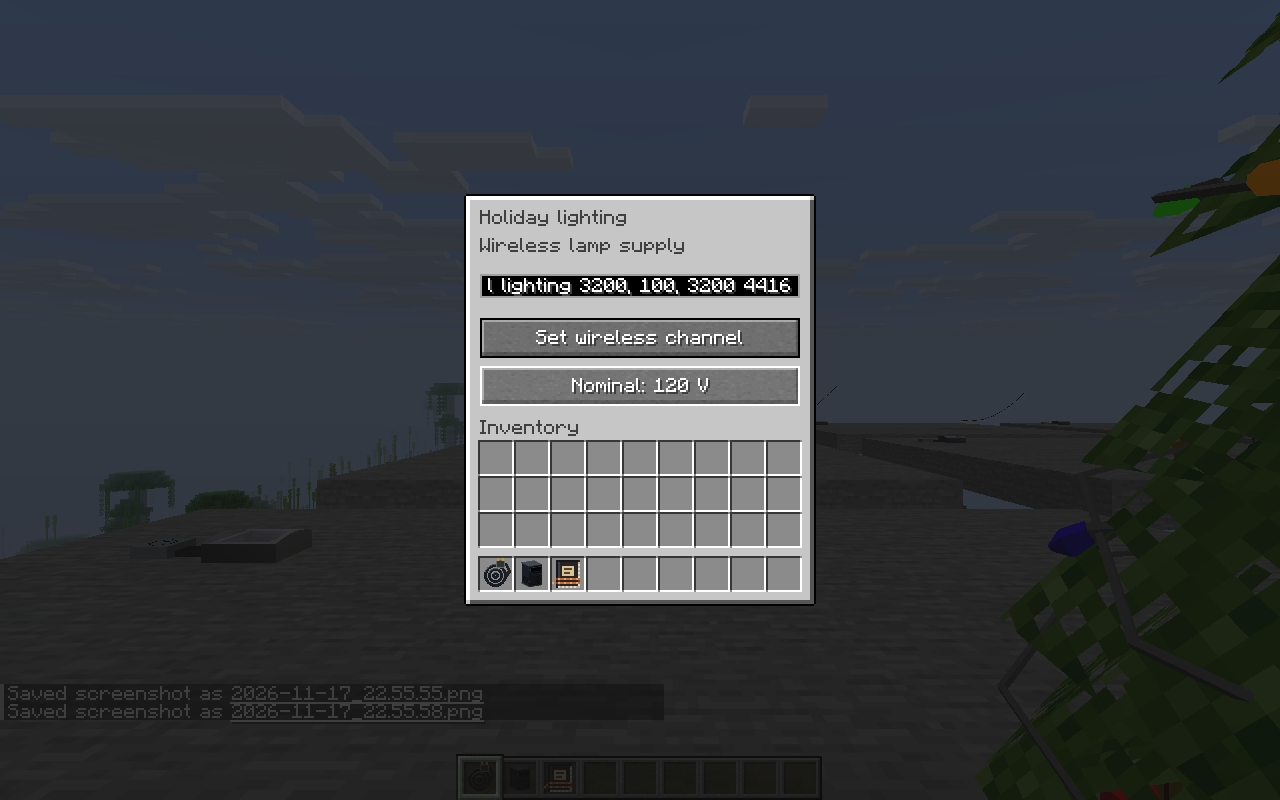 Holiday lighting
Wireless lamp supply
l lighting 3200, 100, 3200 4416
Set wireless channel
Nominal: 120 V
Inventory
Saved screenshot as 2026-11-17_22.55.55.png
Saved screenshot as 2026-11-17_22.55.58.png